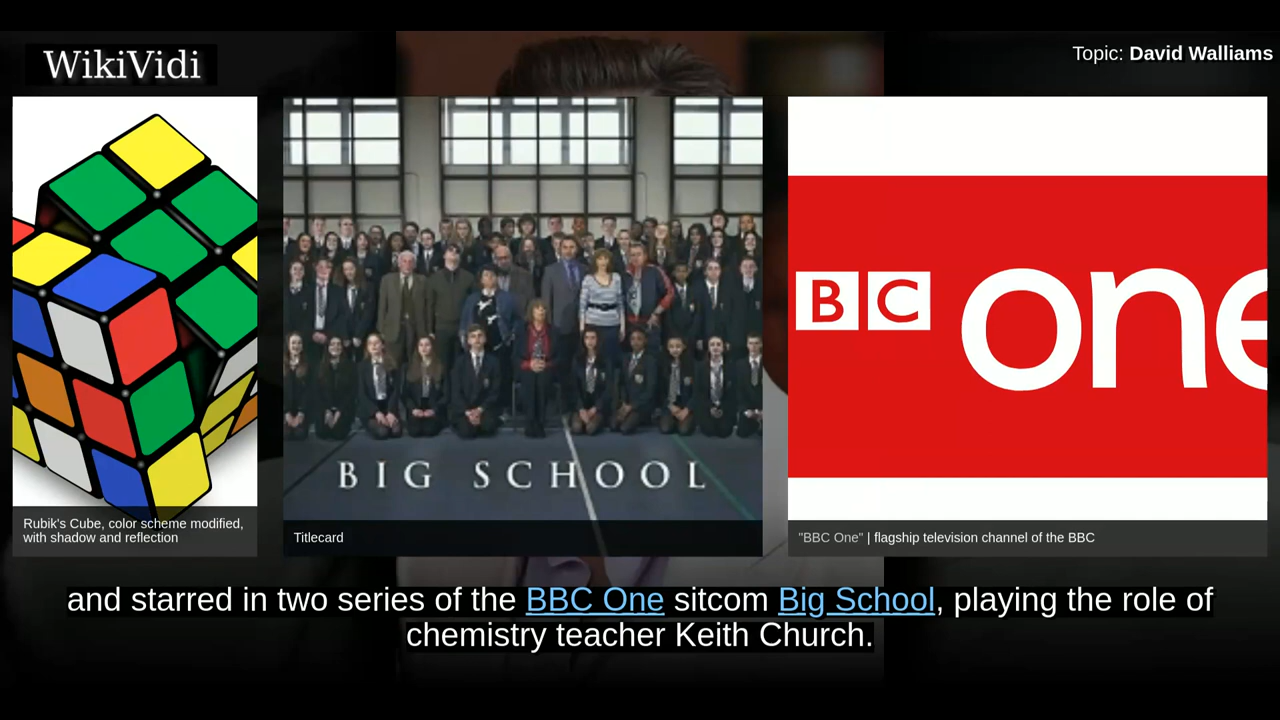 WikiVidi
Topic: David Walliams
BIG SCHOOL
BBC one
Rubik's Cube, color scheme modified,
with shadow and reflection
Titlecard
"BBC One" | flagship television channel of the BBC
and starred in two series of the BBC One sitcom Big School, playing the role of
chemistry teacher Keith Church.